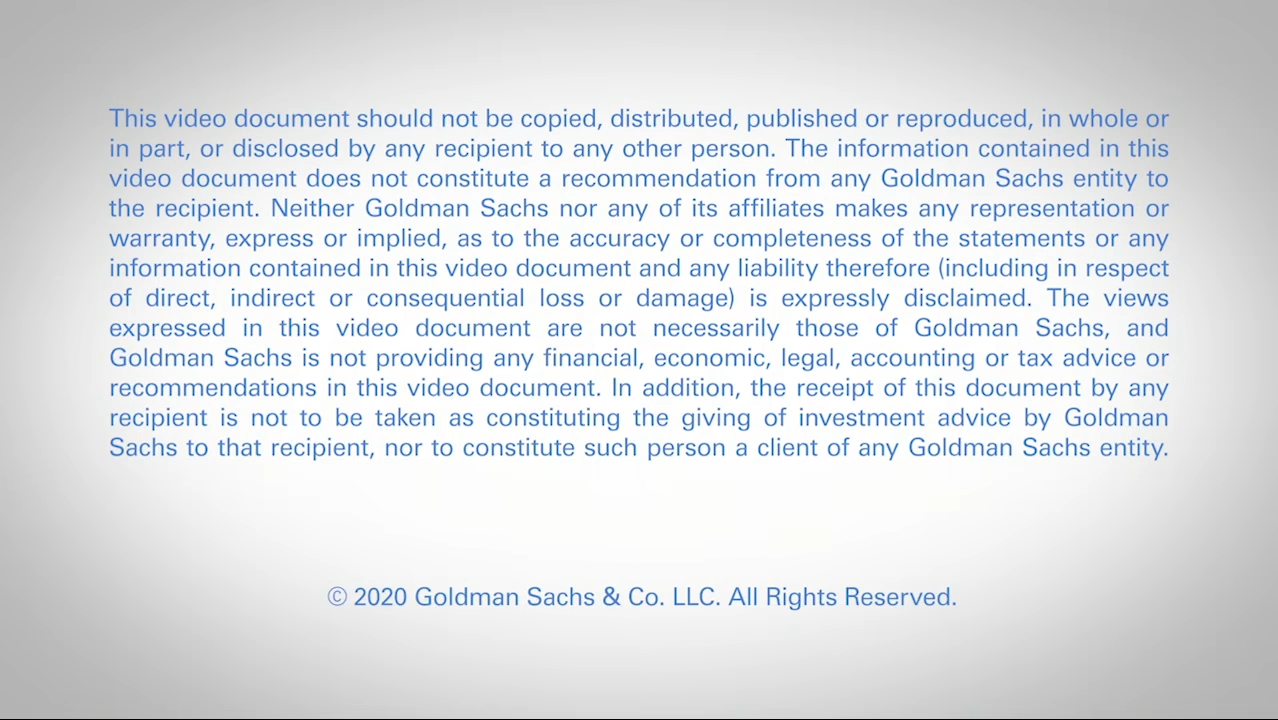 This video document should not be copied, distributed, published or reproduced, in whole or
in part, or disclosed by any recipient to any other person. The information contained in this
video document does not constitute a recommendation from any Goldman Sachs entity to
the recipient. Neither Goldman Sachs nor any of its affiliates makes any representation or
warranty, express or implied, as to the accuracy or completeness of the statements or any
information contained in this video document and any liability therefore (including in respect
of direct, indirect or consequential loss or damage) is expressly disclaimed. The views
expressed in this video document are not necessarily those of Goldman Sachs, and
Goldman Sachs is not providing any financial, economic, legal, accounting or tax advice or
recommendations in this video document. In addition, the receipt of this document by any
recipient is not to be taken as constituting the giving of investment advice by Goldman
Sachs to that recipient, nor to constitute such person a client of any Goldman Sachs entity.
© 2020 Goldman Sachs & Co. LLC. All Rights Reserved.